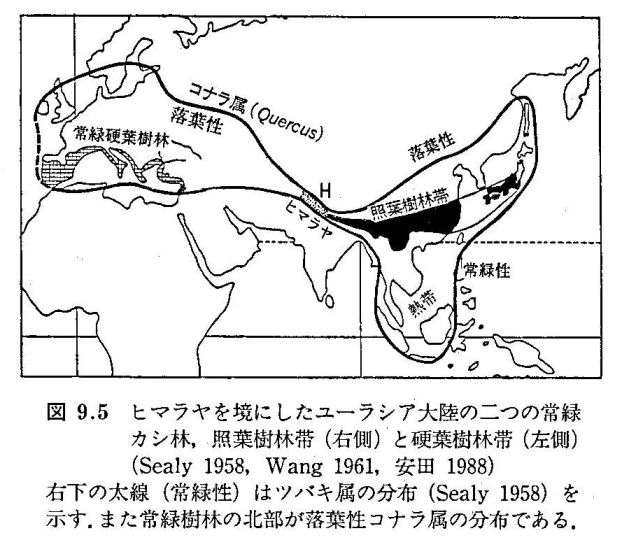 コナラ属 (Quercus)
落葉性
常緑硬葉樹林
落葉性
H
ヒマラヤ
照葉樹林帯
常緑性
熱帯
図 9.5 ヒマラヤを境にしたユーラシア大陸の二つの常緑
カシ林，照葉樹林帯（右側）と硬葉樹林帯（左側）
(Sealy 1958, Wang 1961, 安田 1988)
右下の太線（常緑性）はツバキ属の分布 (Sealy 1958) を
示す．また常緑樹林の北部が落葉性コナラ属の分布である．